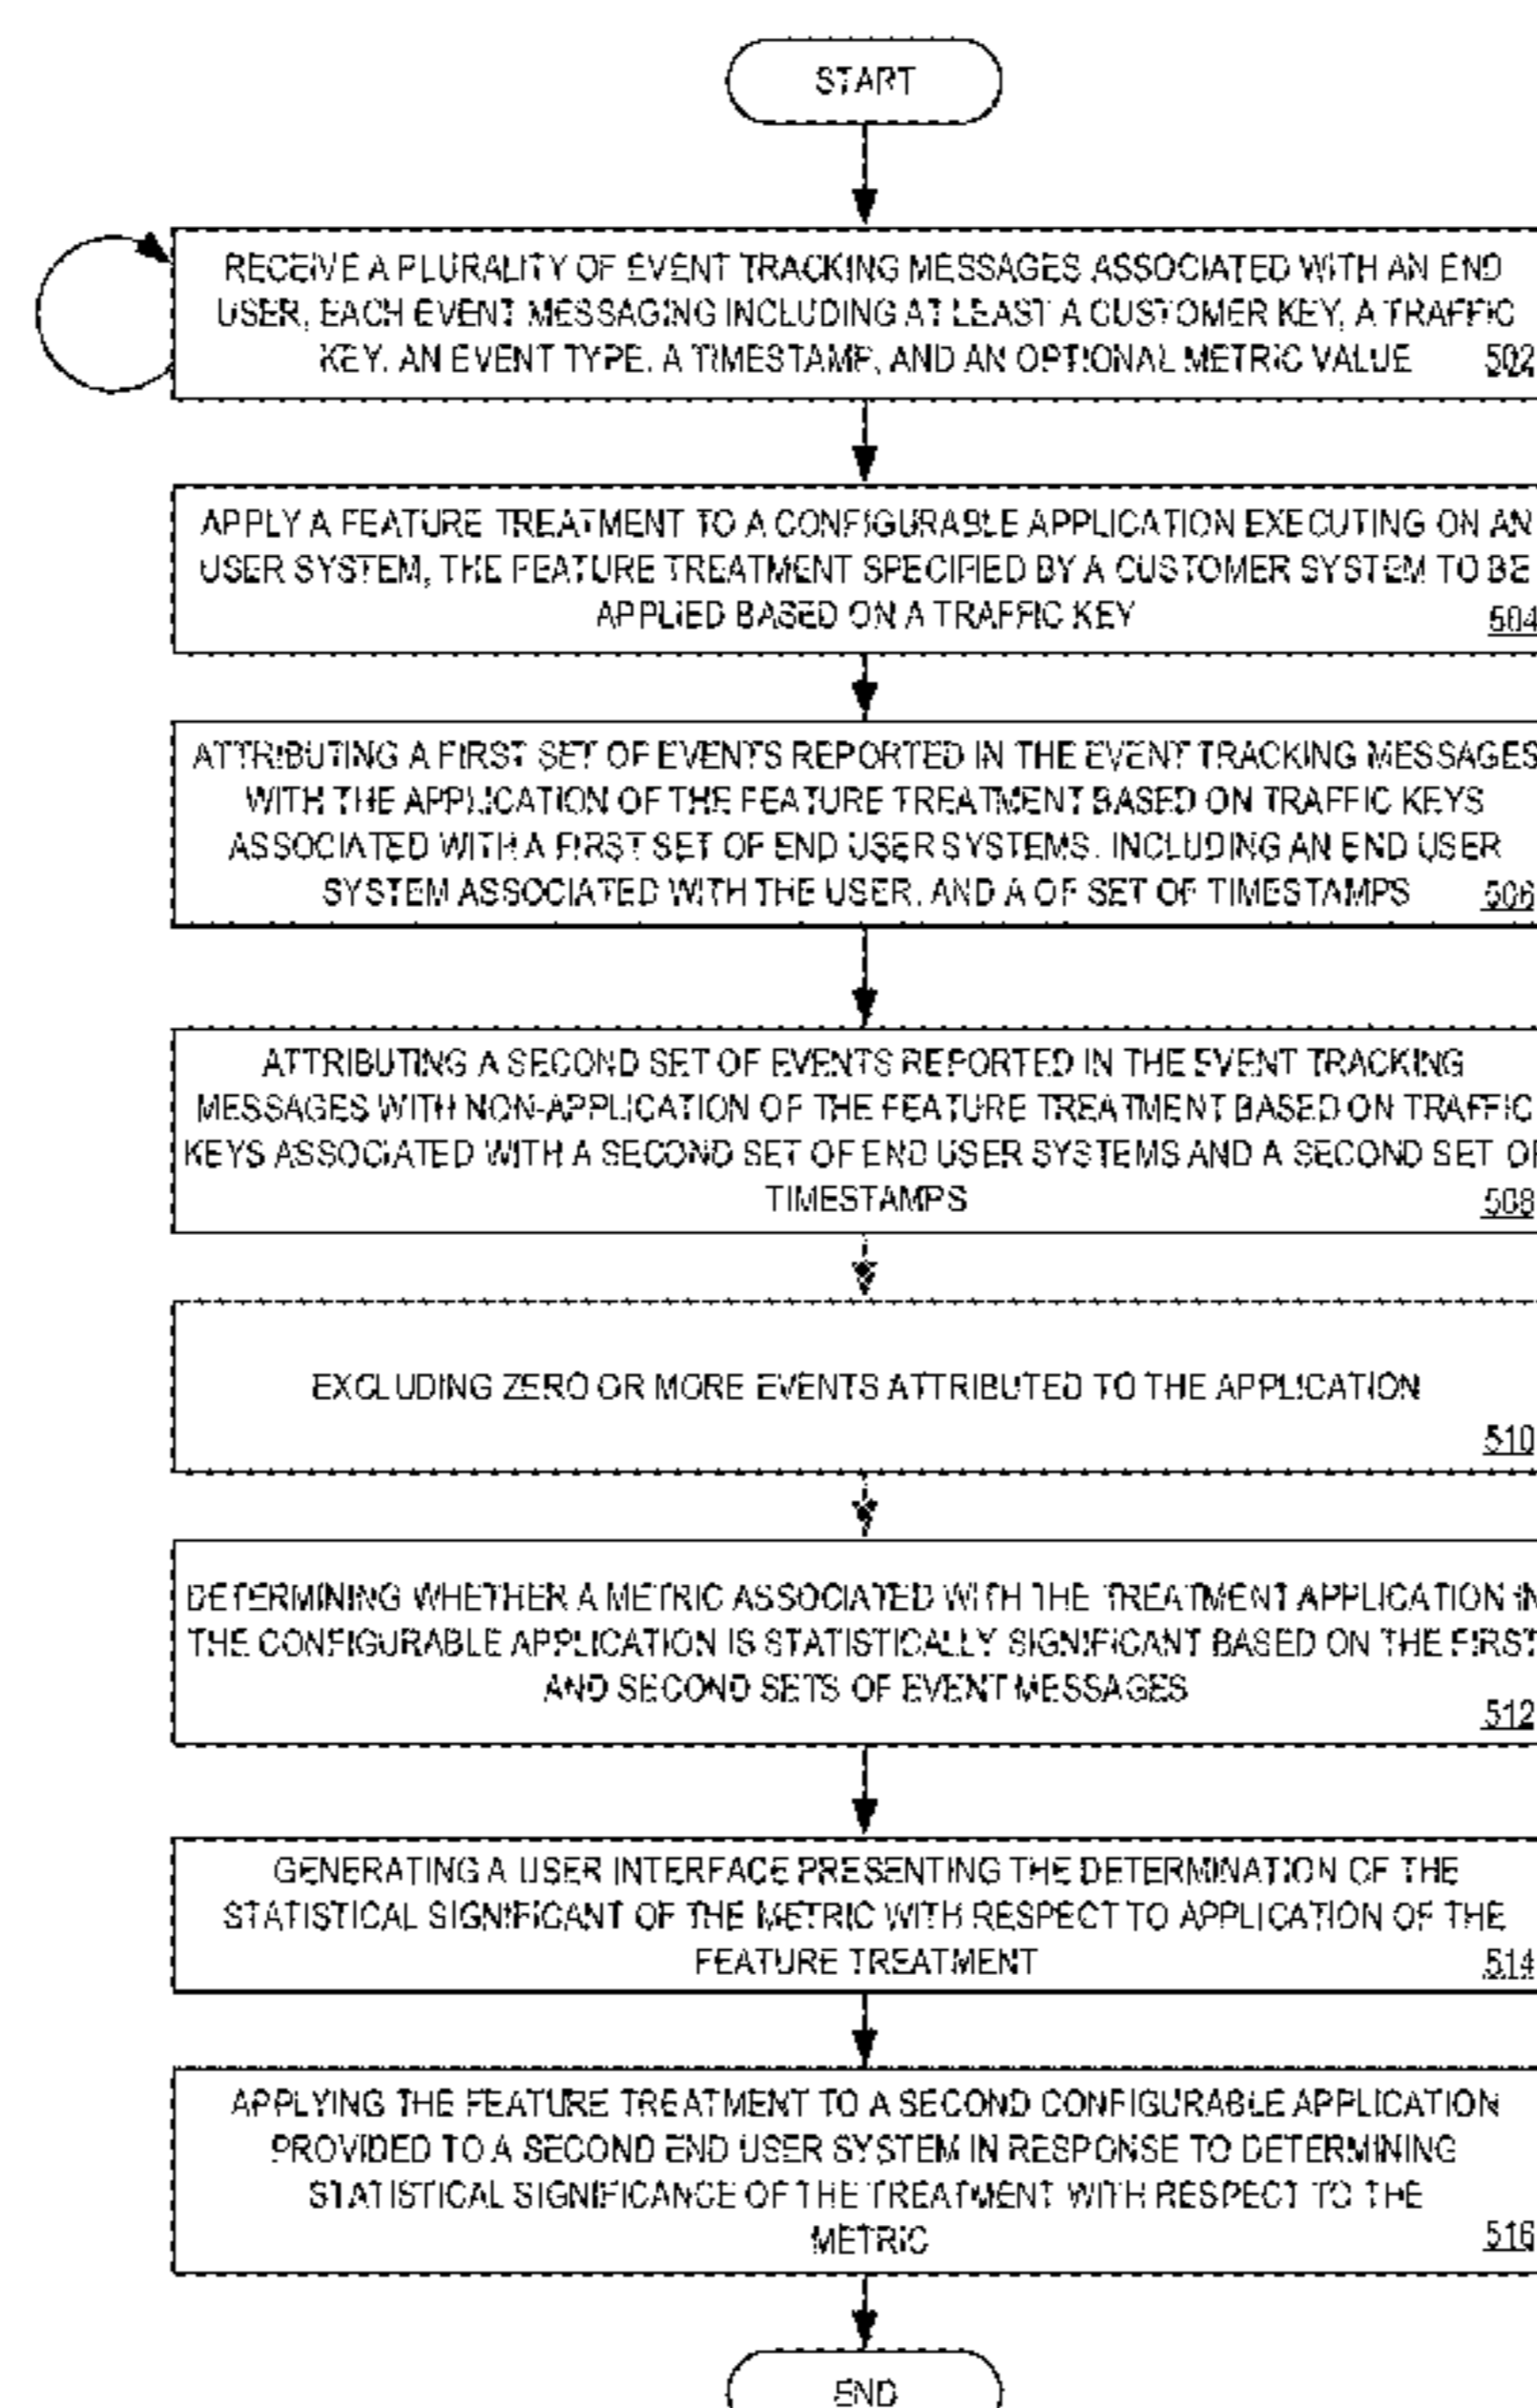 START
RECEIVE A PLURALITY OF EVENT TRACKING MESSAGES ASSOCIATED WITH AN END
USER, EACH EVENT MESSAGING INCLUDING AT LEAST A CUSTOMER KEY, A TRAFFIC
KEY, AN EVENT TYPE, A TIMESTAMP, AND AN OPTIONAL METRIC VALUE 502
APPLY A FEATURE TREATMENT TO A CONFIGURABLE APPLICATION EXECUTING ON AN
USER SYSTEM, THE FEATURE TREATMENT SPECIFIED BY A CUSTOMER SYSTEM TO BE
APPLIED BASED ON A TRAFFIC KEY 504
ATTRIBUTING A FIRST SET OF EVENTS REPORTED IN THE EVENT TRACKING MESSAGES
WITH THE APPLICATION OF THE FEATURE TREATMENT BASED ON TRAFFIC KEYS
ASSOCIATED WITH A FIRST SET OF END USER SYSTEMS, INCLUDING AN END USER
SYSTEM ASSOCIATED WITH THE USER, AND A OF SET OF TIMESTAMPS 506
ATTRIBUTING A SECOND SET OF EVENTS REPORTED IN THE EVENT TRACKING
MESSAGES WITH NON-APPLICATION OF THE FEATURE TREATMENT BASED ON TRAFFIC
KEYS ASSOCIATED WITH A SECOND SET OF END USER SYSTEMS AND A SECOND SET OF
TIMESTAMPS 508
EXCLUDING ZERO OR MORE EVENTS ATTRIBUTED TO THE APPLICATION
510
DETERMINING WHETHER A METRIC ASSOCIATED WITH THE TREATMENT APPLICATION IN
THE CONFIGURABLE APPLICATION IS STATISTICALLY SIGNIFICANT BASED ON THE FIRST
AND SECOND SETS OF EVENT MESSAGES
512
GENERATING A USER INTERFACE PRESENTING THE DETERMINATION OF THE
STATISTICAL SIGNIFICANT OF THE METRIC WITH RESPECT TO APPLICATION OF THE
FEATURE TREATMENT 514
APPLYING THE FEATURE TREATMENT TO A SECOND CONFIGURABLE APPLICATION
PROVIDED TO A SECOND END USER SYSTEM IN RESPONSE TO DETERMINING
STATISTICAL SIGNIFICANCE OF THE TREATMENT WITH RESPECT TO THE
METRIC 516
END